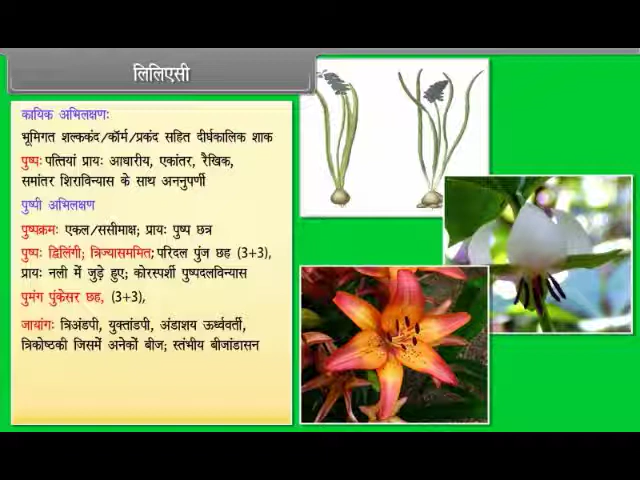 लिलिएसी
कायिक अभिलक्षणः
भूमिगत शल्ककंद/कॉर्म/प्रकंद सहित दीर्घकालिक शाक
पुष्पः पत्तियां प्रायः आधारीय, एकांतर, रैखिक,
समांतर शिराविन्यास के साथ अननुपर्णी
पुष्पी अभिलक्षण
पुष्पक्रमः एकल/ससीमाक्ष; प्रायः पुष्प छत्र
पुष्पः द्विलिंगी; त्रिज्यासममित; परिदल पुंज छह (3+3),
प्रायः नली में जुड़े हुए; कोरस्पर्शी पुष्पदलविन्यास
पुमंग पुंकेसर छह, (3+3),
जायांगः त्रिअंडपी, युक्तांडपी, अंडाशय ऊर्ध्ववर्ती,
त्रिकोष्ठकी जिसमें अनेकों बीज; स्तंभीय बीजांडासन